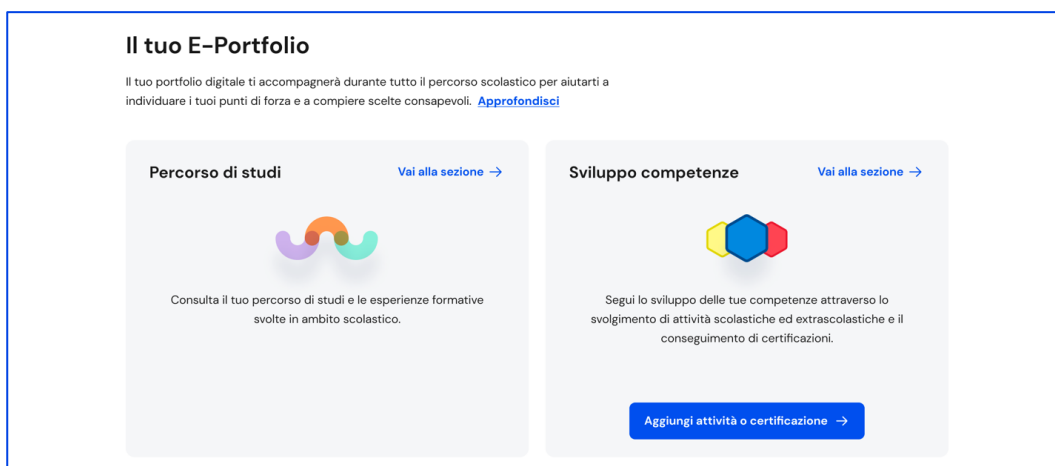 Il tuo E-Portfolio
Il tuo portfolio digitale ti accompagnerà durante tutto il percorso scolastico per aiutarti a
individuare i tuoi punti di forza e a compiere scelte consapevoli. Approfondisci
Percorso di studi
Vai alla sezione →
Consulta il tuo percorso di studi e le esperienze formative
svolte in ambito scolastico.
Sviluppo competenze
Vai alla sezione →
Segui lo sviluppo delle tue competenze attraverso lo
svolgimento di attività scolastiche ed extrascolastiche e il
conseguimento di certificazioni.
Aggiungi attività o certificazione →